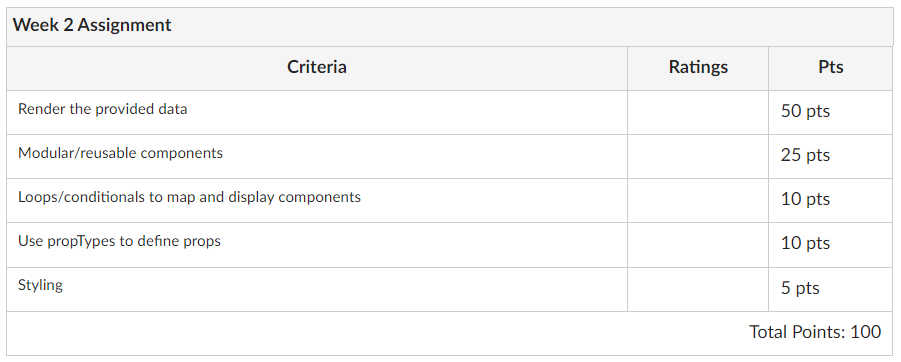 Week 2 Assignment
Criteria Ratings Pts
Render the provided data 50 pts
Modular/reusable components 25 pts
Loops/conditionals to map and display components 10 pts
Use propTypes to define props 10 pts
Styling 5 pts
Total Points: 100